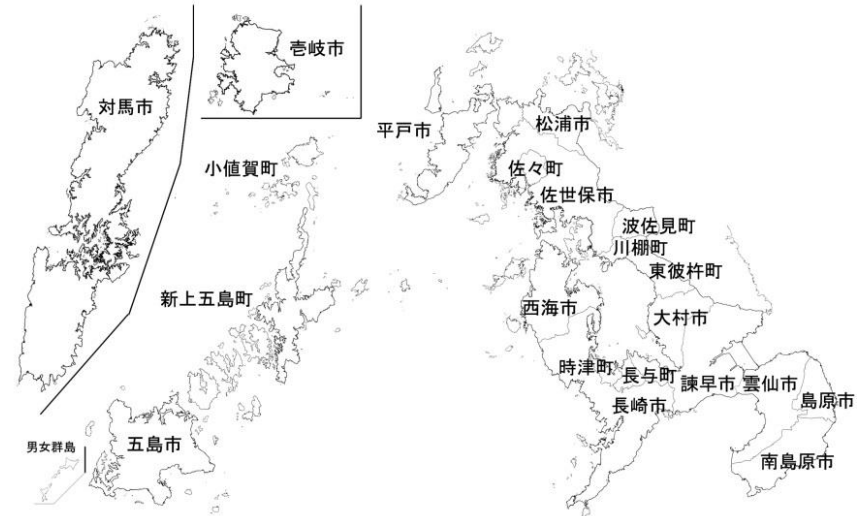 壱岐市
対馬市
平戸市
松浦市
小値賀町
佐々町
佐世保市
波佐見町
川棚町
東彼杵町
新上五島町
西海市
大村市
時津町
長与町
諫早市
雲仙市
島原市
長崎市
五島市
男女群島
南島原市